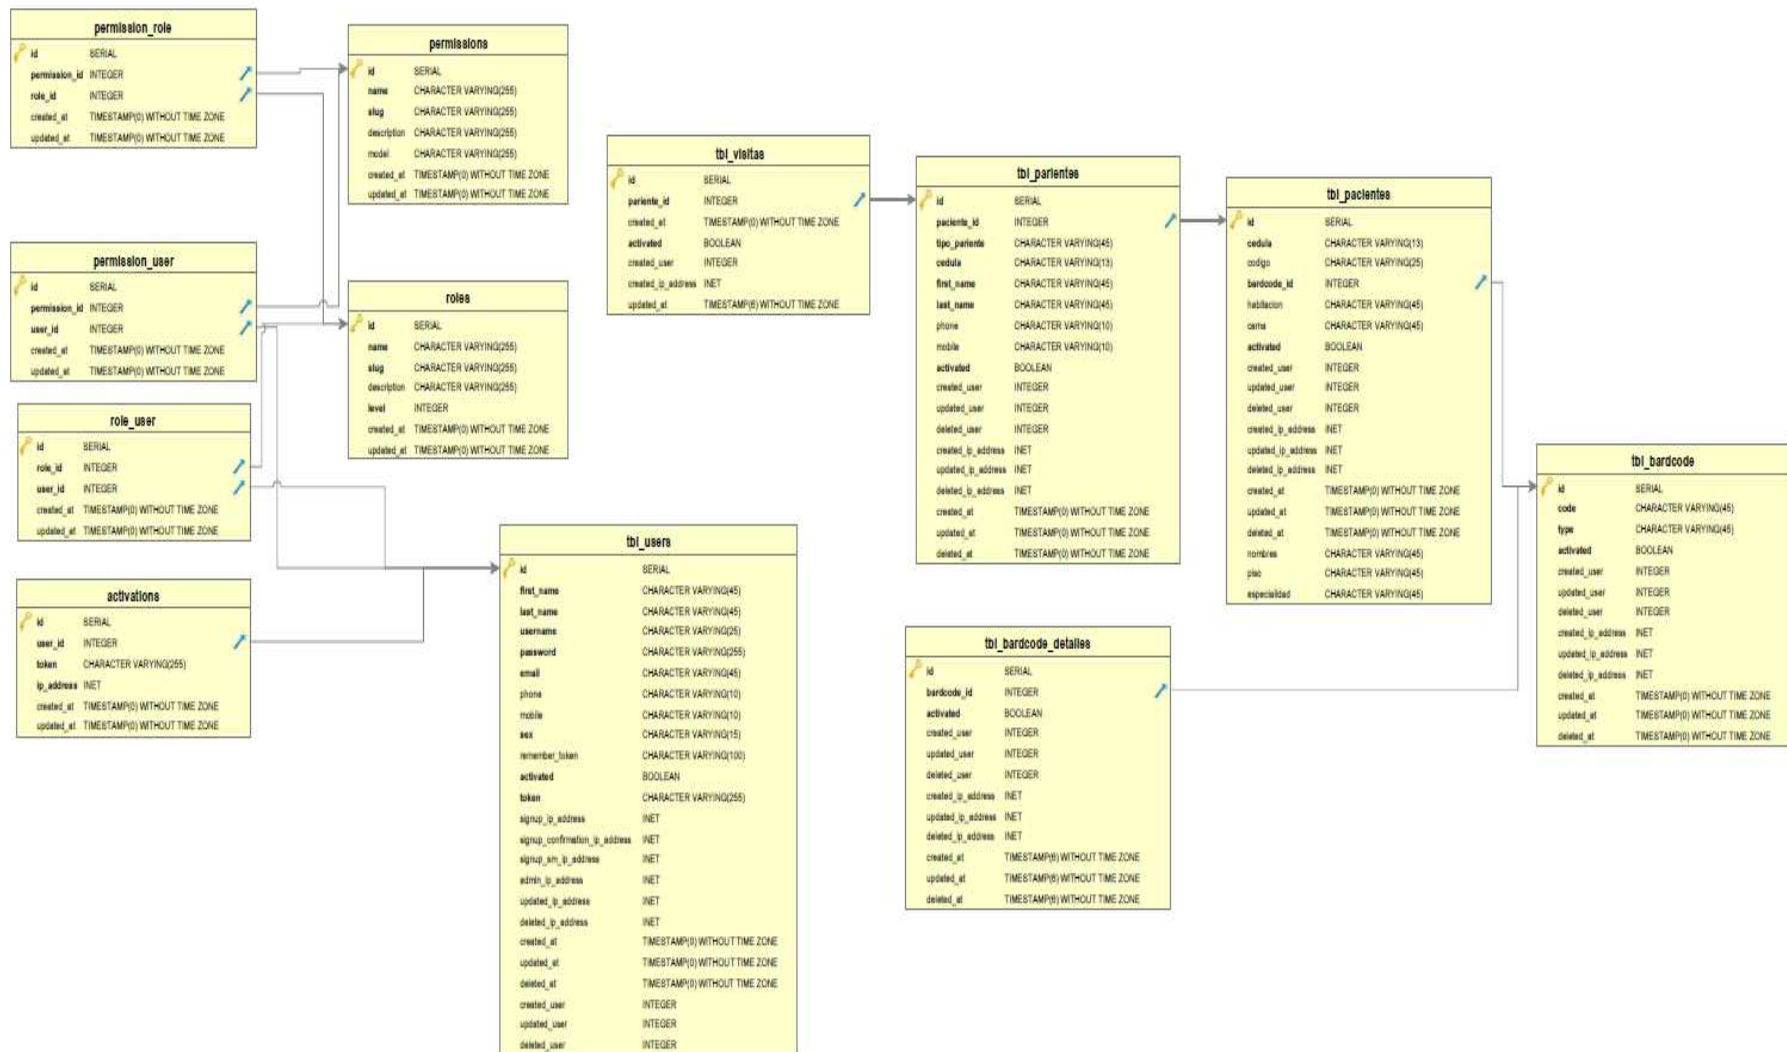 permission_role
id SERIAL
permission_id INTEGER
role_id INTEGER
created_at TIMESTAMP(0) WITHOUT TIME ZONE
updated_at TIMESTAMP(0) WITHOUT TIME ZONE
permissions
id SERIAL
name CHARACTER VARYING(255)
slug CHARACTER VARYING(255)
description CHARACTER VARYING(255)
model CHARACTER VARYING(255)
created_at TIMESTAMP(0) WITHOUT TIME ZONE
updated_at TIMESTAMP(0) WITHOUT TIME ZONE
permission_user
id SERIAL
permission_id INTEGER
user_id INTEGER
created_at TIMESTAMP(0) WITHOUT TIME ZONE
updated_at TIMESTAMP(0) WITHOUT TIME ZONE
roles
id SERIAL
name CHARACTER VARYING(255)
slug CHARACTER VARYING(255)
description CHARACTER VARYING(255)
level INTEGER
created_at TIMESTAMP(0) WITHOUT TIME ZONE
updated_at TIMESTAMP(0) WITHOUT TIME ZONE
role_user
id SERIAL
role_id INTEGER
user_id INTEGER
created_at TIMESTAMP(0) WITHOUT TIME ZONE
updated_at TIMESTAMP(0) WITHOUT TIME ZONE
activations
id SERIAL
user_id INTEGER
token CHARACTER VARYING(255)
ip_address INET
created_at TIMESTAMP(0) WITHOUT TIME ZONE
updated_at TIMESTAMP(0) WITHOUT TIME ZONE
tbl_users
id SERIAL
first_name CHARACTER VARYING(45)
last_name CHARACTER VARYING(45)
username CHARACTER VARYING(25)
password CHARACTER VARYING(255)
email CHARACTER VARYING(45)
phone CHARACTER VARYING(10)
mobile CHARACTER VARYING(10)
sex CHARACTER VARYING(15)
remember_token CHARACTER VARYING(100)
activated BOOLEAN
token CHARACTER VARYING(255)
signup_ip_address INET
signup_confirmation_ip_address INET
signup_sm_ip_address INET
admin_ip_address INET
updated_ip_address INET
deleted_ip_address INET
created_at TIMESTAMP(0) WITHOUT TIME ZONE
updated_at TIMESTAMP(0) WITHOUT TIME ZONE
deleted_at TIMESTAMP(0) WITHOUT TIME ZONE
created_user INTEGER
updated_user INTEGER
deleted_user INTEGER
tbl_visitas
id SERIAL
pariente_id INTEGER
created_at TIMESTAMP(0) WITHOUT TIME ZONE
activated BOOLEAN
created_user INTEGER
created_ip_address INET
updated_at TIMESTAMP(6) WITHOUT TIME ZONE
tbl_parientes
id SERIAL
paciente_id INTEGER
tipo_pariente CHARACTER VARYING(45)
cedula CHARACTER VARYING(13)
first_name CHARACTER VARYING(45)
last_name CHARACTER VARYING(45)
phone CHARACTER VARYING(10)
mobile CHARACTER VARYING(10)
activated BOOLEAN
created_user INTEGER
updated_user INTEGER
deleted_user INTEGER
created_ip_address INET
updated_ip_address INET
deleted_ip_address INET
created_at TIMESTAMP(0) WITHOUT TIME ZONE
updated_at TIMESTAMP(0) WITHOUT TIME ZONE
deleted_at TIMESTAMP(0) WITHOUT TIME ZONE
tbl_pacientes
id SERIAL
cedula CHARACTER VARYING(13)
codigo CHARACTER VARYING(25)
bardcode_id INTEGER
habitacion CHARACTER VARYING(45)
cama CHARACTER VARYING(45)
activated BOOLEAN
created_user INTEGER
updated_user INTEGER
deleted_user INTEGER
created_ip_address INET
updated_ip_address INET
deleted_ip_address INET
created_at TIMESTAMP(0) WITHOUT TIME ZONE
updated_at TIMESTAMP(0) WITHOUT TIME ZONE
deleted_at TIMESTAMP(0) WITHOUT TIME ZONE
nombres CHARACTER VARYING(45)
piso CHARACTER VARYING(45)
especialidad CHARACTER VARYING(45)
tbl_bardcode_detalles
id SERIAL
bardcode_id INTEGER
activated BOOLEAN
created_user INTEGER
updated_user INTEGER
deleted_user INTEGER
created_ip_address INET
updated_ip_address INET
deleted_ip_address INET
created_at TIMESTAMP(6) WITHOUT TIME ZONE
updated_at TIMESTAMP(6) WITHOUT TIME ZONE
deleted_at TIMESTAMP(6) WITHOUT TIME ZONE
tbl_bardcode
id SERIAL
code CHARACTER VARYING(45)
type CHARACTER VARYING(45)
activated BOOLEAN
created_user INTEGER
updated_user INTEGER
deleted_user INTEGER
created_ip_address INET
updated_ip_address INET
deleted_ip_address INET
created_at TIMESTAMP(0) WITHOUT TIME ZONE
updated_at TIMESTAMP(0) WITHOUT TIME ZONE
deleted_at TIMESTAMP(0) WITHOUT TIME ZONE